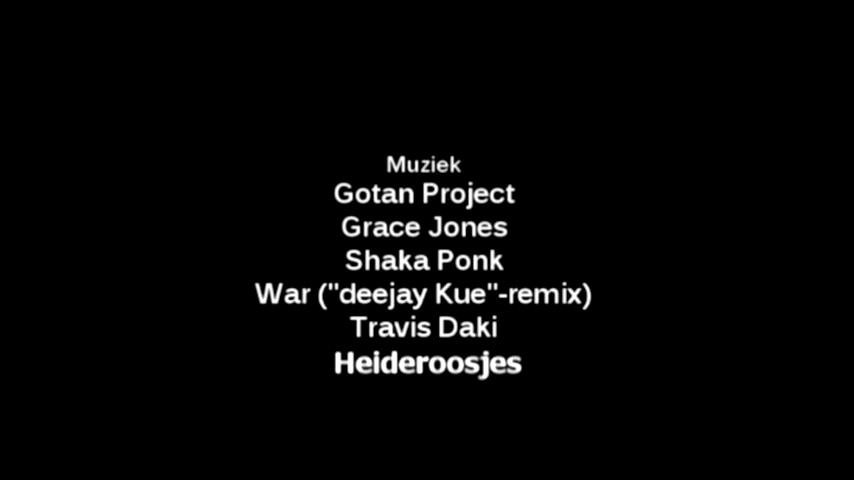 Muziek
Gotan Project
Grace Jones
Shaka Ponk
War ("deejay Kue"-remix)
Travis Daki
Heideroosjes